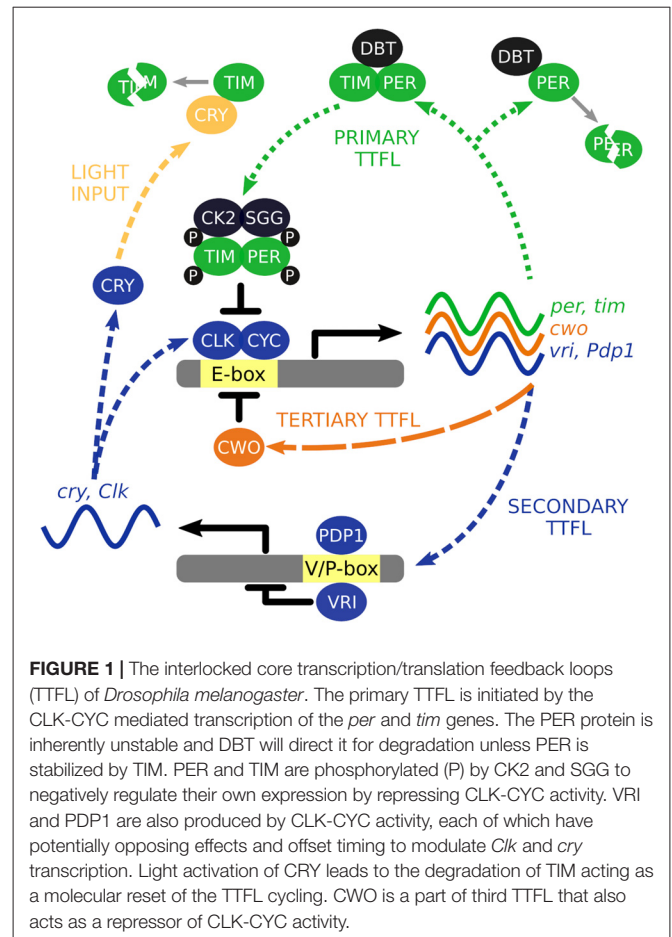 DBT
TIM PER
DBT
PER
PER
TIM
TIM
CRY
PRIMARY
TTFL
LIGHT
INPUT
CK2 SGG
P P
TIM PER
P P
CRY
CLK CYC
E-box
per, tim
cwo
vri, Pdp1
TERTIARY TTFL
CWO
cry, Clk
SECONDARY
TTFL
PDP1
V/P-box
VRI
FIGURE 1 | The interlocked core transcription/translation feedback loops
(TTFL) of Drosophila melanogaster. The primary TTFL is initiated by the
CLK-CYC mediated transcription of the per and tim genes. The PER protein is
inherently unstable and DBT will direct it for degradation unless PER is
stabilized by TIM. PER and TIM are phosphorylated (P) by CK2 and SGG to
negatively regulate their own expression by repressing CLK-CYC activity. VRI
and PDP1 are also produced by CLK-CYC activity, each of which have
potentially opposing effects and offset timing to modulate Clk and cry
transcription. Light activation of CRY leads to the degradation of TIM acting as
a molecular reset of the TTFL cycling. CWO is a part of third TTFL that also
acts as a repressor of CLK-CYC activity.